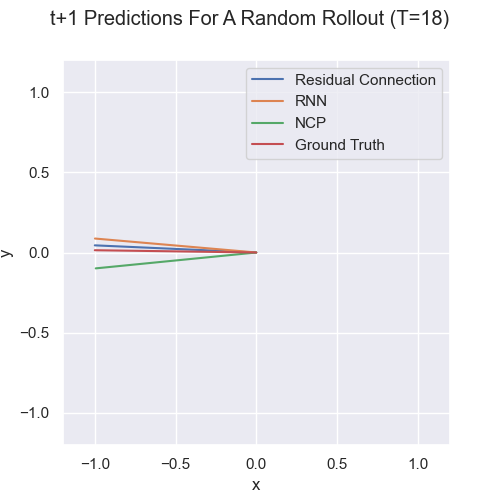 t+1 Predictions For A Random Rollout (T=18)
Residual Connection
RNN
NCP
Ground Truth
1.0
0.5
0.0
−0.5
−1.0
y
−1.0 −0.5 0.0 0.5 1.0
x